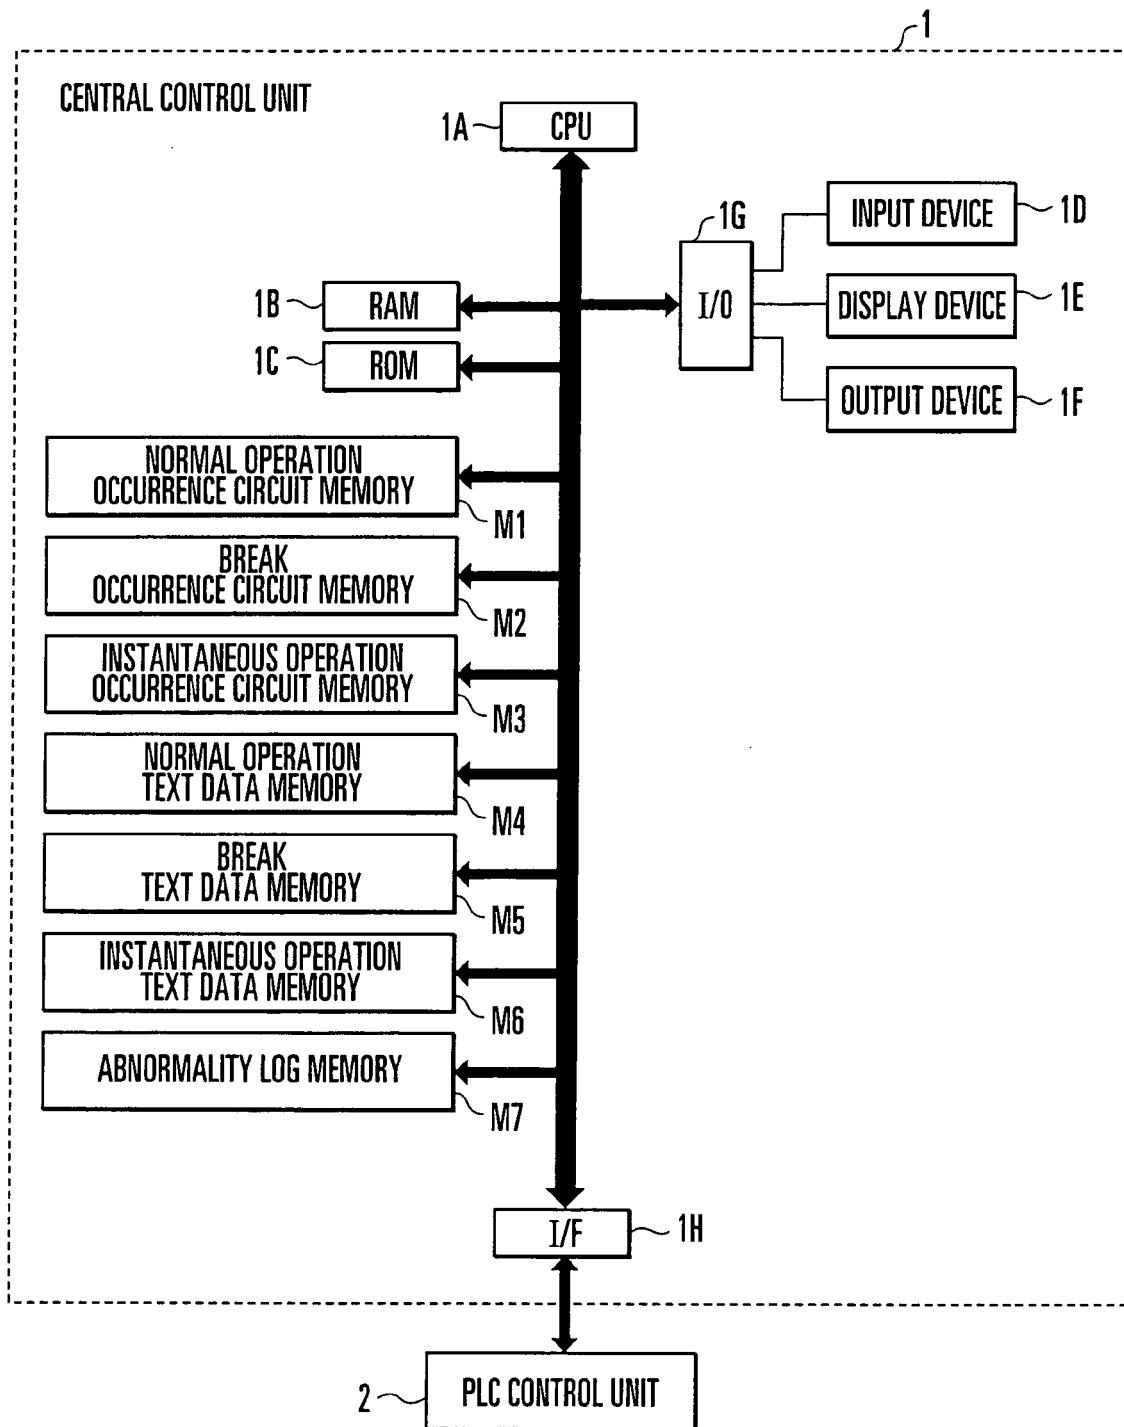 1
CENTRAL CONTROL UNIT
1A
CPU
1G
INPUT DEVICE
1D
1B
RAM
I/O
DISPLAY DEVICE
1E
1C
ROM
OUTPUT DEVICE
1F
NORMAL OPERATION
OCCURRENCE CIRCUIT MEMORY
M1
BREAK
OCCURRENCE CIRCUIT MEMORY
M2
INSTANTANEOUS OPERATION
OCCURRENCE CIRCUIT MEMORY
M3
NORMAL OPERATION
TEXT DATA MEMORY
M4
BREAK
TEXT DATA MEMORY
M5
INSTANTANEOUS OPERATION
TEXT DATA MEMORY
M6
ABNORMALITY LOG MEMORY
M7
I/F
1H
2
PLC CONTROL UNIT